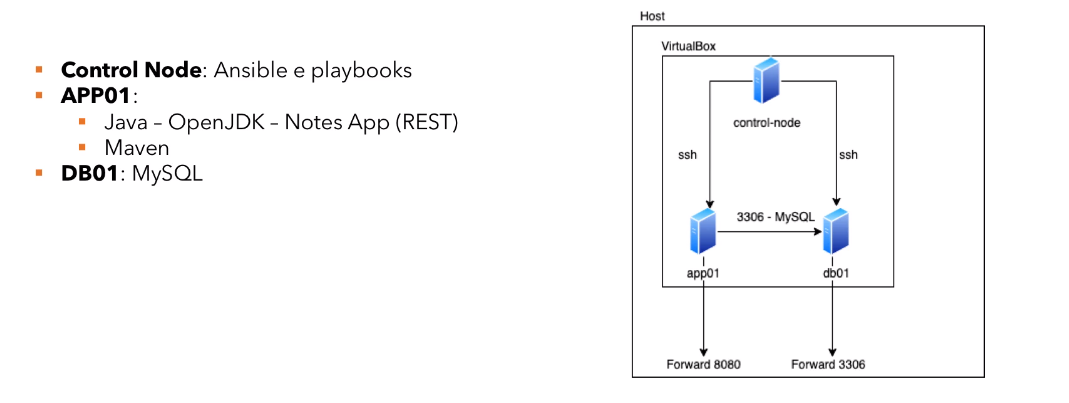 Control Node: Ansible e playbooks
APP01:
Java – OpenJDK – Notes App (REST)
Maven
DB01: MySQL
Host
VirtualBox
control-node
ssh
ssh
3306 - MySQL
app01
db01
Forward 8080
Forward 3306